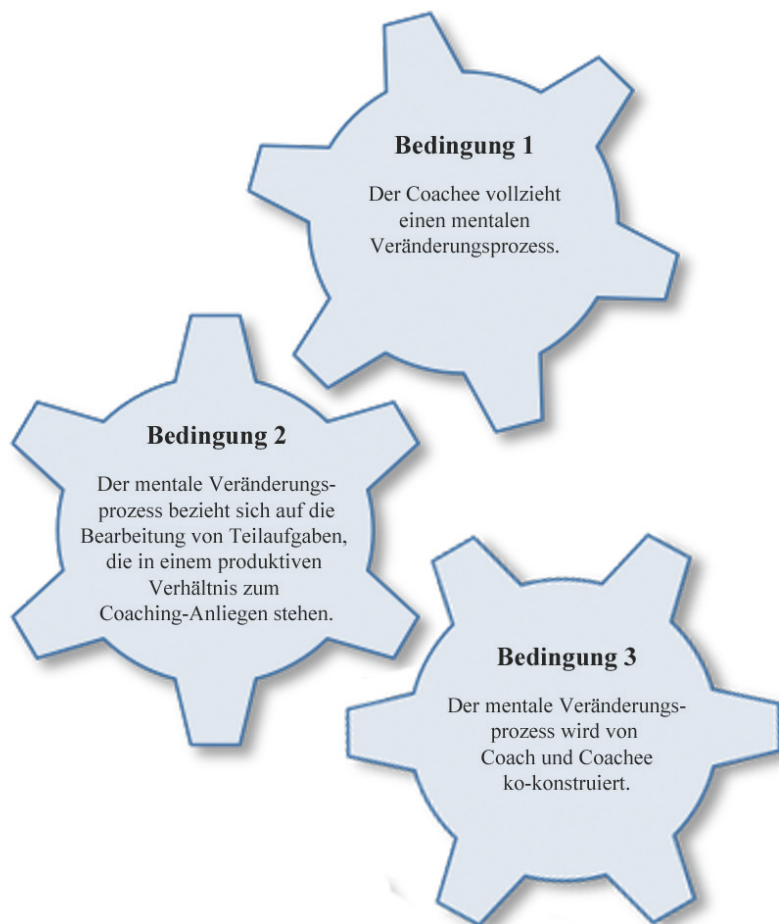 Bedingung 1
Der Coachee vollzieht
einen mentalen
Veränderungsprozess.
Bedingung 2
Der mentale Veränderungs-
prozess bezieht sich auf die
Bearbeitung von Teilaufgaben,
die in einem produktiven
Verhältnis zum
Coaching-Anliegen stehen.
Bedingung 3
Der mentale Veränderungs-
prozess wird von
Coach und Coachee
ko-konstruiert.